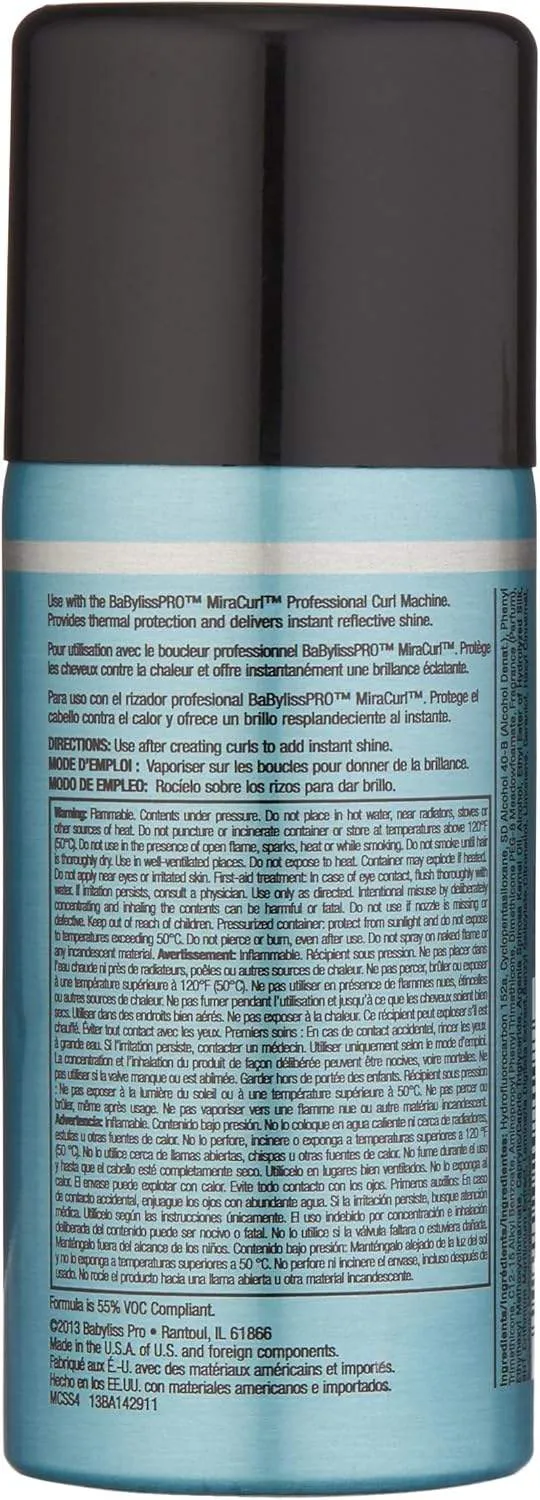 Use with the BaBylissPRO™ MiraCurl™ Professional Curl Machine.
Provides thermal protection and delivers instant reflective shine.
Pour utilisation avec le boucleur professionnel BaBylissPRO™ MiraCurl™. Protège
les cheveux contre la chaleur et offre instantanément une brillance éclatante.
Para uso con el rizador profesional BaBylissPRO™ MiraCurl™. Protege el
cabello contra el calor y ofrece un brillo resplandeciente al instante.
DIRECTIONS: Use after creating curls to add instant shine.
MODE D'EMPLOI : Vaporiser sur les boucles pour donner de la brillance.
MODO DE EMPLEO: Rocíelo sobre los rizos para dar brillo.
Warning: Flammable. Contents under pressure. Do not place in hot water, near radiators, stoves or
other sources of heat. Do not puncture or incinerate container or store at temperatures above 120°F
(50°C). Do not use in the presence of open flame, sparks, heat or while smoking. Do not smoke until hair
is thoroughly dry. Use in well-ventilated places. Do not expose to heat. Container may explode if heated.
Do not apply near eyes or irritated skin. First-aid treatment: In case of eye contact, flush thoroughly with
water. If irritation persists, consult a physician. Use only as directed. Intentional misuse by deliberately
concentrating and inhaling the contents can be harmful or fatal. Do not use if nozzle is missing or
defective. Keep out of reach of children. Pressurized container: protect from sunlight and do not expose
to temperatures exceeding 50°C. Do not pierce or burn, even after use. Do not spray on naked flame or
any incandescent material. Avertissement: Inflammable. Récipient sous pression. Ne pas placer dans
l'eau chaude ni près de radiateurs, poêles ou autres sources de chaleur. Ne pas percer, brûler ou exposer
à une température supérieure à 120°F (50°C). Ne pas utiliser en présence de flammes nues, étincelles
ou autres sources de chaleur. Ne pas fumer pendant l'utilisation et jusqu'à ce que les cheveux soient bien
secs. Utiliser dans des endroits bien aérés. Ne pas exposer à la chaleur. Ce récipient peut exploser s'il est
chauffé. Éviter tout contact avec les yeux. Premiers soins : En cas de contact accidentel, rincer les yeux
à grande eau. Si l'irritation persiste, contacter un médecin. Utiliser uniquement selon le mode d'emploi.
La concentration et l'inhalation du produit de façon délibérée peuvent être nocives, voire mortelles. Ne
pas utiliser si la valve manque ou est abîmée. Garder hors de portée des enfants. Récipient sous pression
: Ne pas exposer à la lumière du soleil ou à une température supérieure à 50°C. Ne pas percer ou
brûler, même après usage. Ne pas vaporiser vers une flamme nue ou autre matériau incandescent.
Advertencia: Inflamable. Contenido bajo presión. No lo coloque en agua caliente ni cerca de radiadores,
estufas u otras fuentes de calor. No lo perfore, incinere o exponga a temperaturas superiores a 120 °F
(50 °C). No lo utilice cerca de llamas abiertas, chispas u otras fuentes de calor. No fume durante el uso
y hasta que el cabello esté completamente seco. Utilícelo en lugares bien ventilados. No lo exponga al
calor. El envase puede explotar con calor. Evite todo contacto con los ojos. Primeros auxilios: En caso
de contacto accidental, enjuague los ojos con abundante agua. Si la irritación persiste, busque atención
médica. Utilícelo según las instrucciones únicamente. El uso indebido por concentración e inhalación
deliberada del contenido puede ser nocivo o fatal. No lo utilice si la válvula faltara o estuviera dañada.
Manténgalo fuera del alcance de los niños. Contenido bajo presión: Manténgalo alejado de la luz del sol
y no lo exponga a temperaturas superiores a 50 °C. No perfore ni incinere el envase, incluso después de
usado. No rocíe el producto hacia una llama abierta u otra material incandescente.
Formula is 55% VOC Compliant.
©2013 Babyliss Pro • Rantoul, IL 61866
Made in the U.S.A. of U.S. and foreign components.
Fabriqué aux É.-U. avec des matériaux américains et importés.
Hecho en los EE.UU. con materiales americanos e importados.
MCSS4 13BA142911
Ingredients/Ingrédients/Ingredientes: Hydrofluorocarbon 152a, Cyclopentasiloxane, SD Alcohol 40-B (Alcohol Denat.), Phenyl
Trimethicone, C12-15 Alkyl Benzoate, Aminopropyl Phenyl Trimethicone, Dimethicone PEG-8 Meadowfoamate, Fragrance (Parfum),